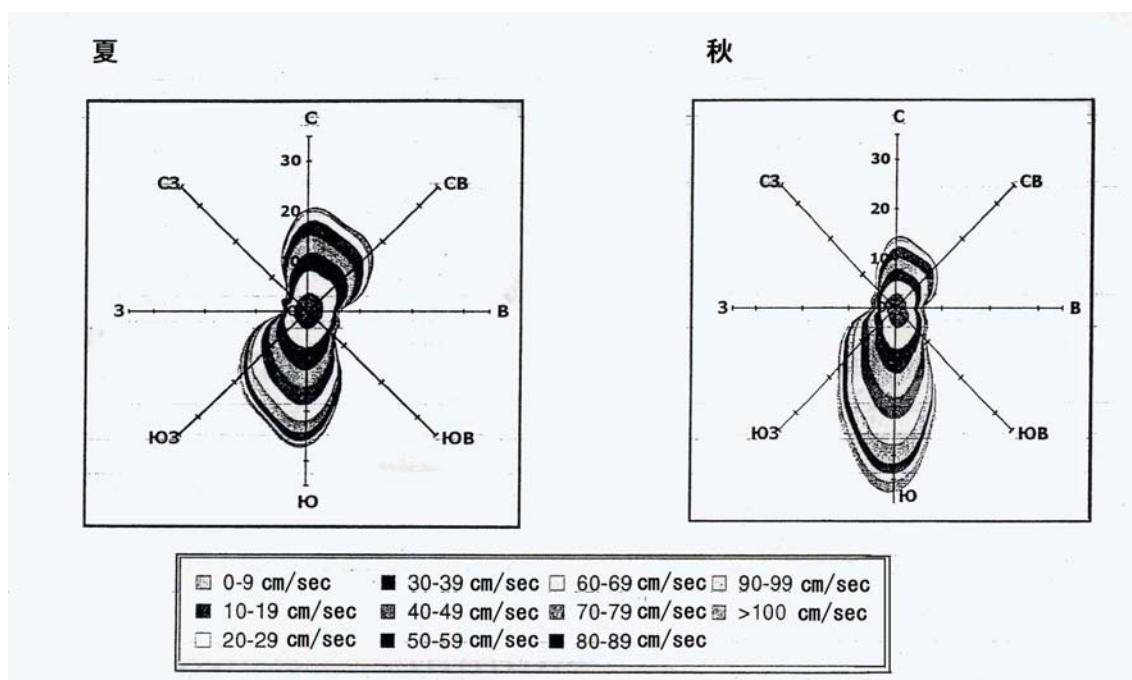 夏
秋
С
30
СЗ
СВ
20
З
В
ЮЗ
ЮВ
Ю
С
30
СЗ
СВ
20
10
З
В
ЮЗ
ЮВ
Ю
0-9 cm/sec 30-39 cm/sec 60-69 cm/sec 90-99 cm/sec
10-19 cm/sec 40-49 cm/sec 70-79 cm/sec >100 cm/sec
20-29 cm/sec 50-59 cm/sec 80-89 cm/sec